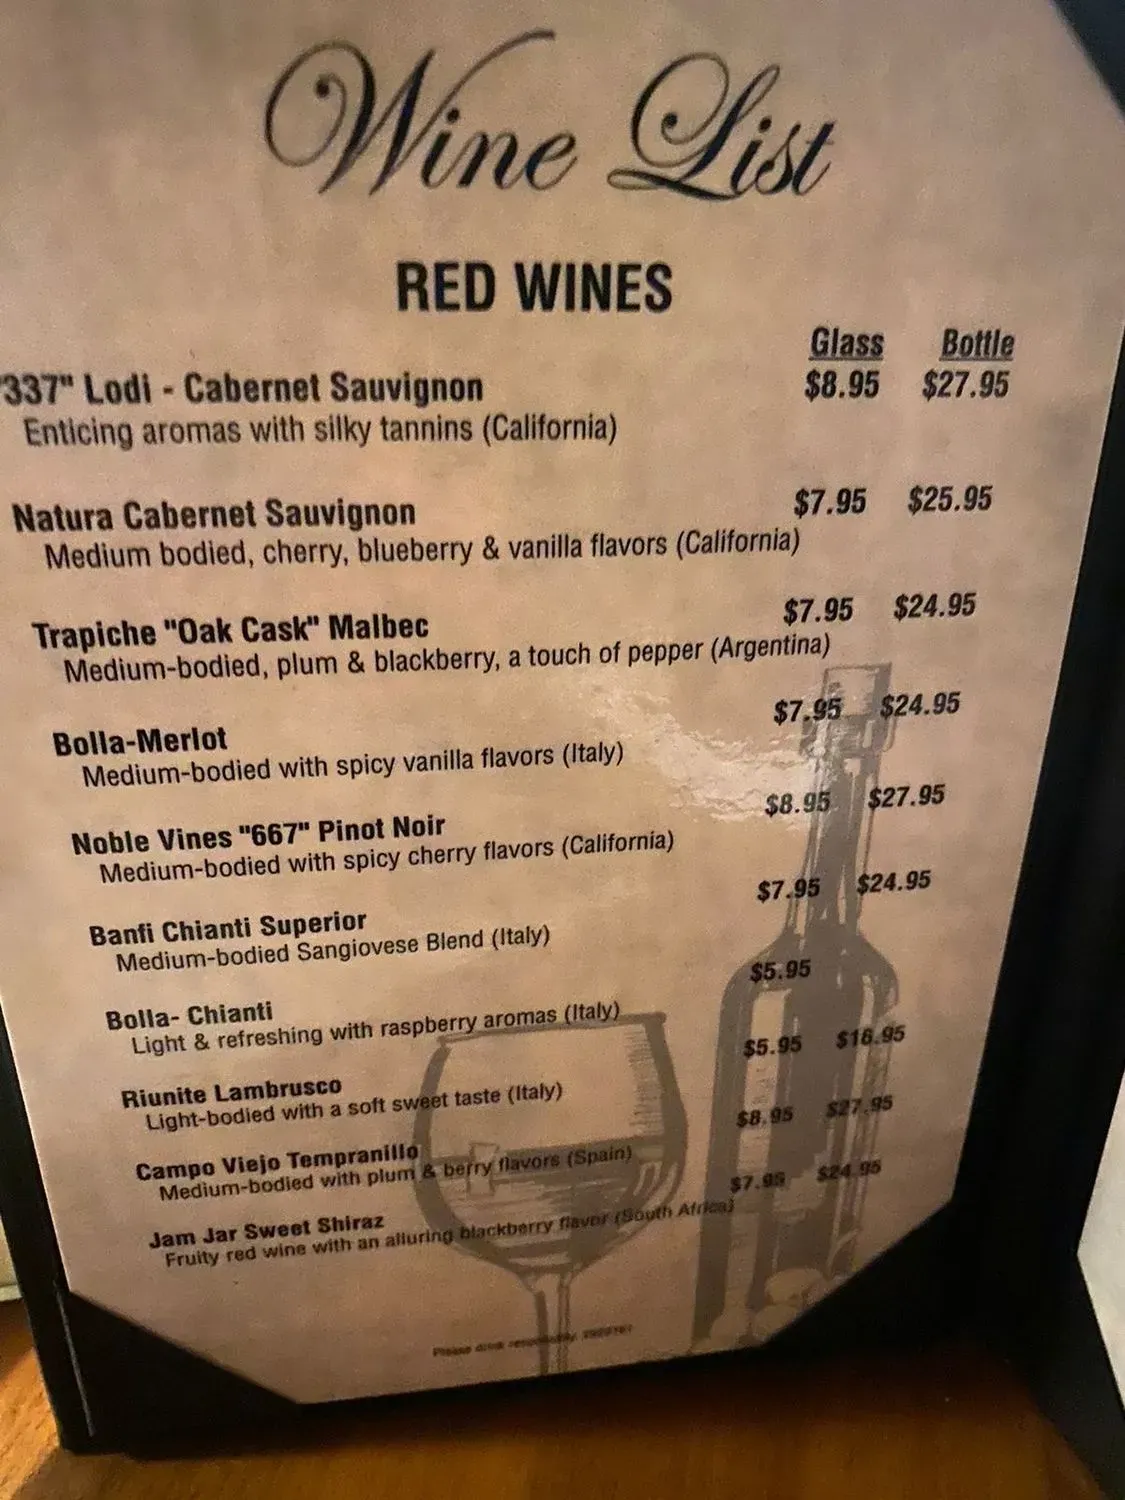 Wine List
RED WINES
Glass Bottle
"337" Lodi - Cabernet Sauvignon $8.95 $27.95
Enticing aromas with silky tannins (California)
Natura Cabernet Sauvignon $7.95 $25.95
Medium bodied, cherry, blueberry & vanilla flavors (California)
Trapiche "Oak Cask" Malbec $7.95 $24.95
Medium-bodied, plum & blackberry, a touch of pepper (Argentina)
Bolla-Merlot $7.95 $24.95
Medium-bodied with spicy vanilla flavors (Italy)
Noble Vines "667" Pinot Noir $8.95 $27.95
Medium-bodied with spicy cherry flavors (California)
Banfi Chianti Superior $7.95 $24.95
Medium-bodied Sangiovese Blend (Italy)
Bolla- Chianti $5.95
Light & refreshing with raspberry aromas (Italy)
Riunite Lambrusco $5.95 $16.95
Light-bodied with a soft sweet taste (Italy)
Campo Viejo Tempranillo $8.95 $27.95
Medium-bodied with plum & berry flavors (Spain)
Jam Jar Sweet Shiraz $7.95 $24.95
Fruity red wine with an alluring blackberry flavor (South Africa)
Please drink responsibly.